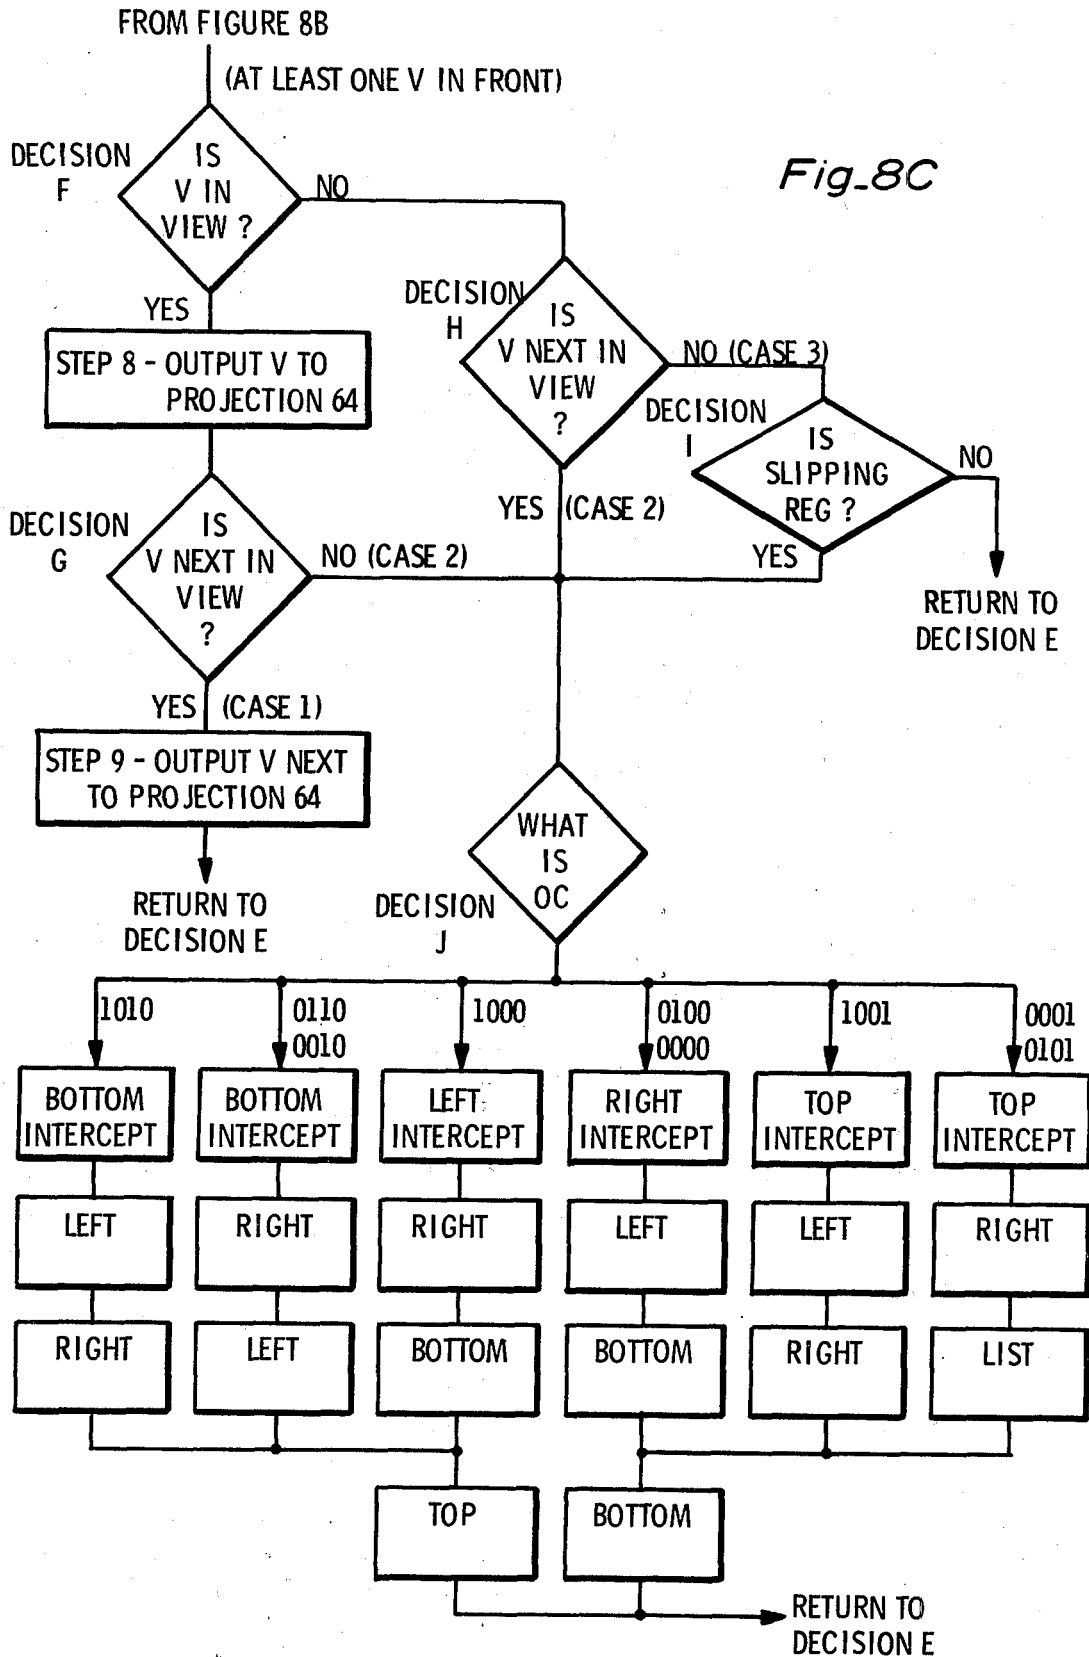 FROM FIGURE 8B
(AT LEAST ONE V IN FRONT)
DECISION
F
IS
V IN
VIEW ?
NO
Fig_8C
YES
STEP 8 - OUTPUT V TO
PROJECTION 64
DECISION
H
IS
V NEXT IN
VIEW
?
NO (CASE 3)
DECISION
I
IS
SLIPPING
REG ?
NO
YES
RETURN TO
DECISION E
YES (CASE 2)
DECISION
G
IS
V NEXT IN
VIEW
?
NO (CASE 2)
YES (CASE 1)
STEP 9 - OUTPUT V NEXT
TO PROJECTION 64
RETURN TO
DECISION E
WHAT
IS
OC
DECISION
J
1010
0110
0010
1000
0100
0000
1001
0001
0101
BOTTOM
INTERCEPT
BOTTOM
INTERCEPT
LEFT
INTERCEPT
RIGHT
INTERCEPT
TOP
INTERCEPT
TOP
INTERCEPT
LEFT
RIGHT
RIGHT
LEFT
LEFT
RIGHT
RIGHT
LEFT
BOTTOM
BOTTOM
RIGHT
LIST
TOP
BOTTOM
RETURN TO
DECISION E